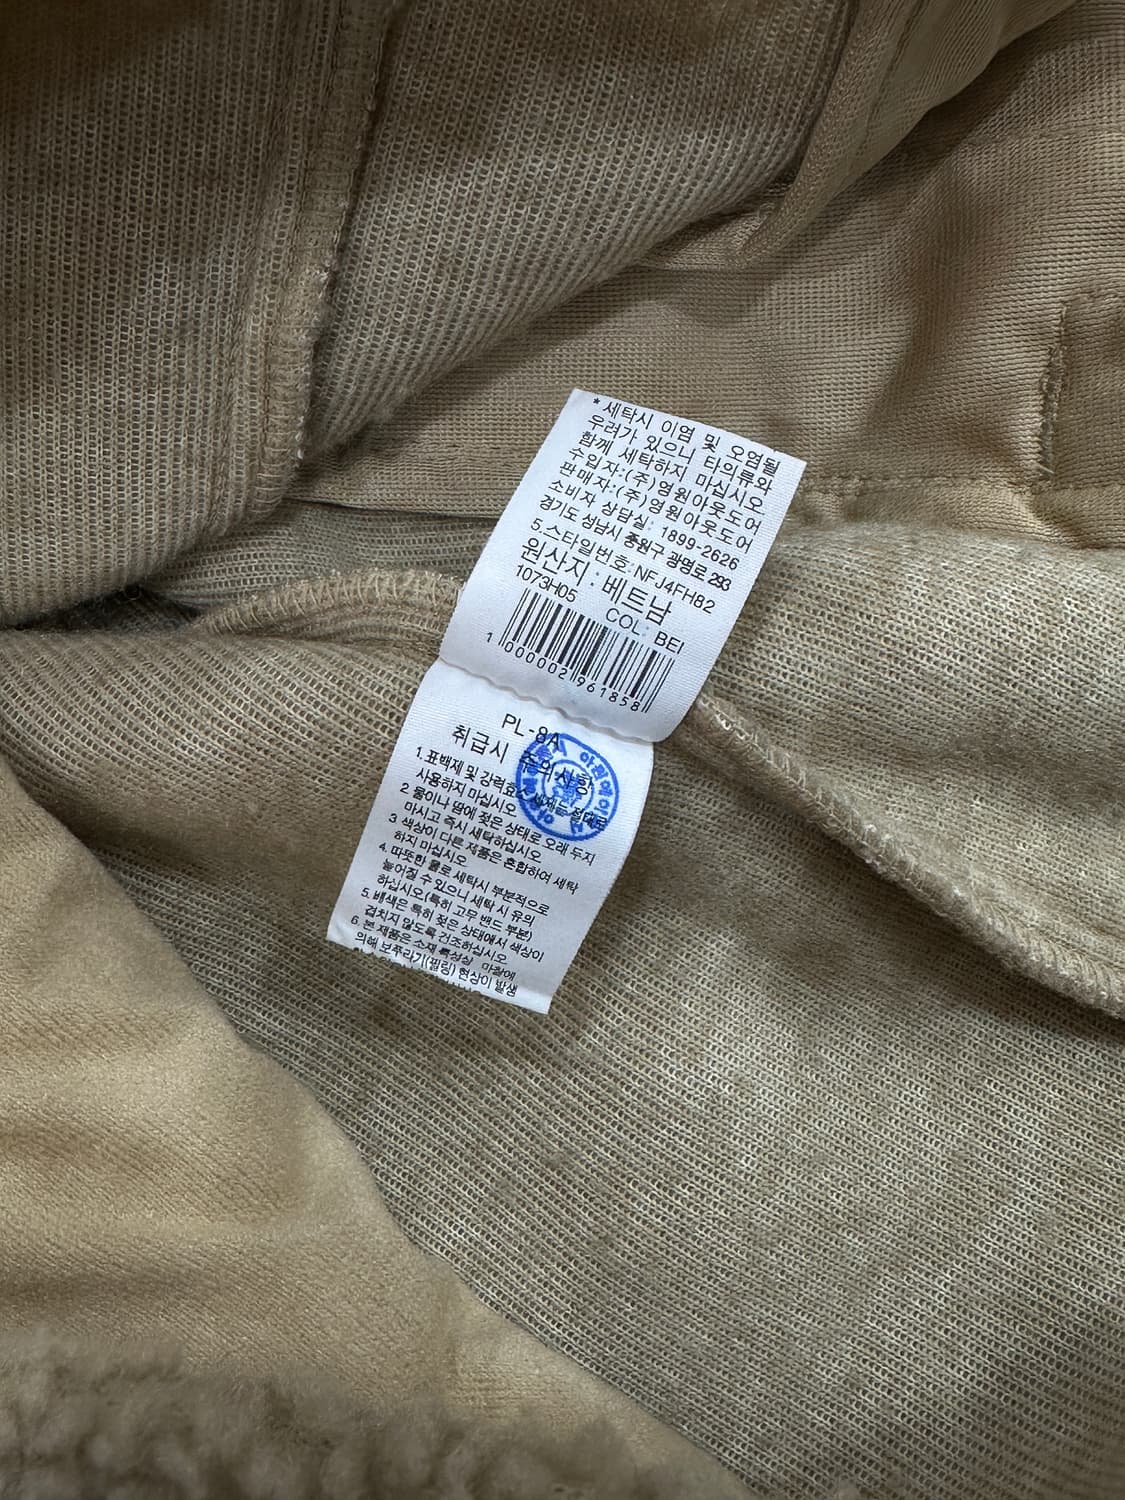 * 세탁시 이염 및 오염될
우려가 있으니 타의류와
함께 세탁하지 마십시오
수입자:(주)영원아웃도어
판매자:(주)영원아웃도어
소비자 상담실: 1899-2626
경기도 성남시 중원구 광명로 293
5.스타일번호:NFJ4FH82
원산지: 베트남
1073H05 COL: BEI
1 000002 961858
PL-8A
취급시 주의사항
1.표백제 및 강력효소 세제는 절대로
사용하지 마십시오
2 물이나 땀에 젖은 상태로 오래 두지
마시고 즉시 세탁하십시오
3 색상이 다른 제품은 혼합하여 세탁
하지 마십시오
4. 따뜻한 물로 세탁시 부분적으로
늘어질 수 있으니 세탁 시 유의
하십시오(특히 고무 밴드 부분)
5. 배색은 특히 젖은 상태에서 색상이
겹치지 않도록 건조하십시오
6. 본 제품은 소재 특성상 마찰에
의해 보푸라기(필링) 현상이 발생